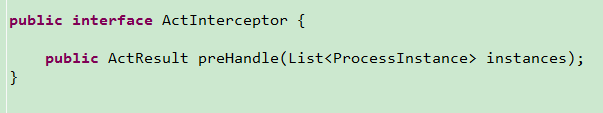 public interface ActInterceptor {
public ActResult preHandle(List<ProcessInstance> instances);
}